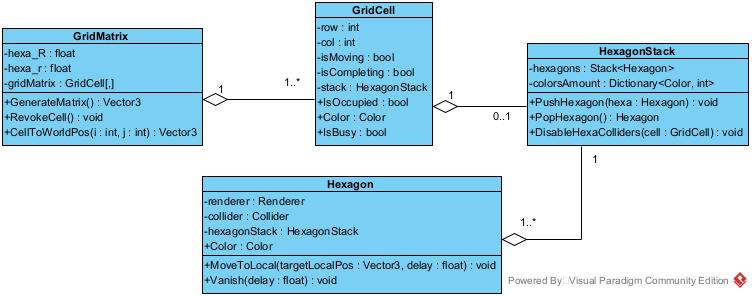 GridMatrix
-hexa_R : float
-hexa_r : float
-gridMatrix : GridCell[,]
+GenerateMatrix() : Vector3
+RevokeCell() : void
+CellToWorldPos(i : int, j : int) : Vector3
1
1..*
GridCell
-row : int
-col : int
-isMoving : bool
-isCompleting : bool
-stack : HexagonStack
+IsOccupied : bool
+Color : Color
+IsBusy : bool
1
0..1
HexagonStack
-hexagons : Stack<Hexagon>
-colorsAmount : Dictionary<Color, int>
+PushHexagon(hexa : Hexagon) : void
+PopHexagon() : Hexagon
+DisableHexaColliders(cell : GridCell) : void
1
1..*
Hexagon
-renderer : Renderer
-collider : Collider
-hexagonStack : HexagonStack
+Color : Color
+MoveToLocal(targetLocalPos : Vector3, delay : float) : void
+Vanish(delay : float) : void
Powered By Visual Paradigm Community Edition